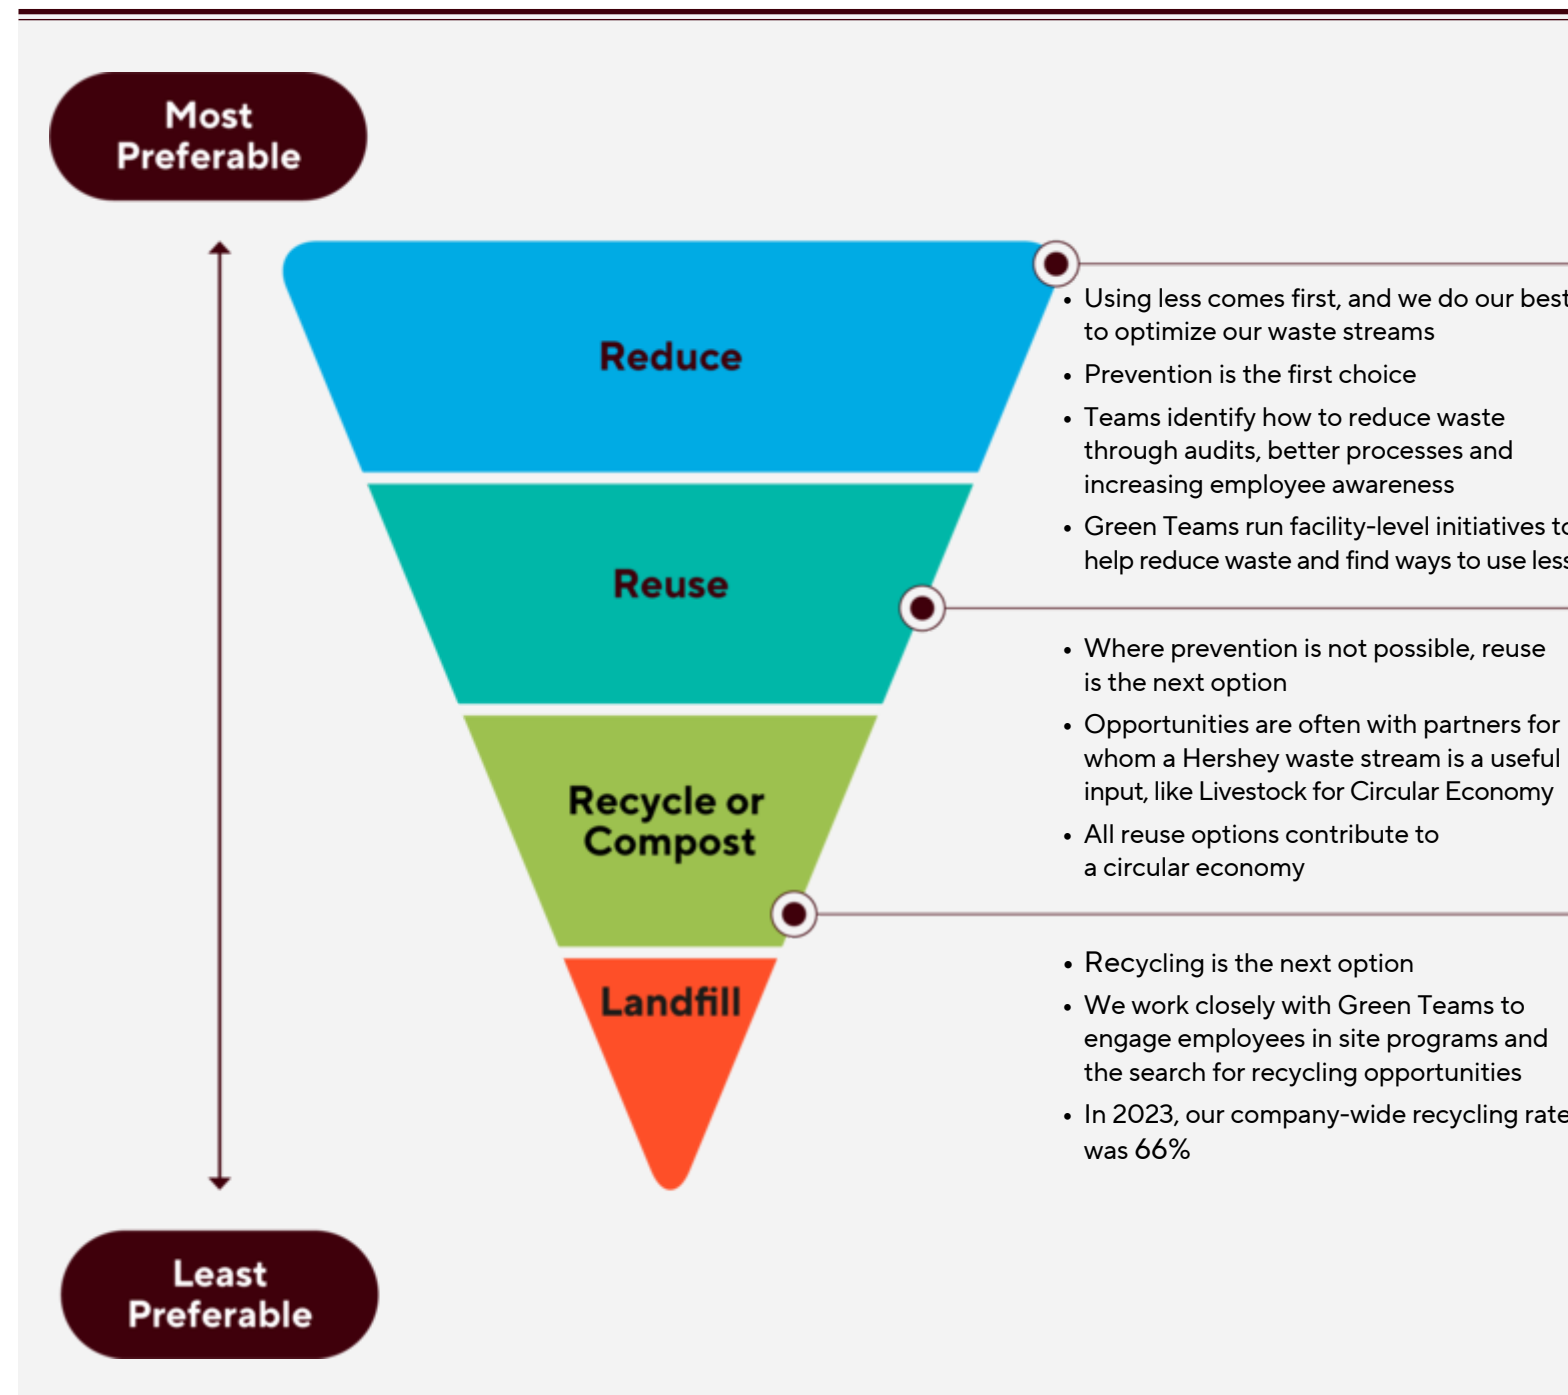 Most
Preferable
Reduce
• Using less comes first, and we do our best
to optimize our waste streams
• Prevention is the first choice
• Teams identify how to reduce waste
through audits, better processes and
increasing employee awareness
• Green Teams run facility-level initiatives to
help reduce waste and find ways to use less
Reuse
• Where prevention is not possible, reuse
is the next option
• Opportunities are often with partners for
whom a Hershey waste stream is a useful
input, like Livestock for Circular Economy
• All reuse options contribute to
a circular economy
Recycle or
Compost
• Recycling is the next option
• We work closely with Green Teams to
engage employees in site programs and
the search for recycling opportunities
• In 2023, our company-wide recycling rate
was 66%
Landfill
Least
Preferable